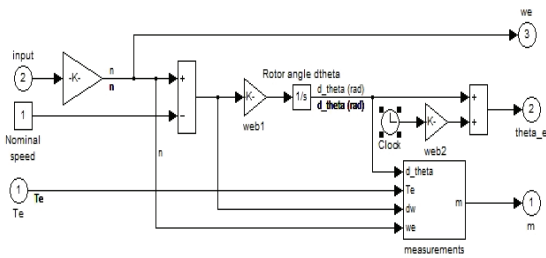 we
3
input
2
-K-
n
n
+
−
Rotor angle dtheta
d_theta (rad)
d_theta (rad)
K-
1/s
web1
+
+
2
theta_e
K-
Clock
web2
1
Nominal
speed
n
d_theta
Te
dw
we
m
measurements
1
m
1
Te
Te